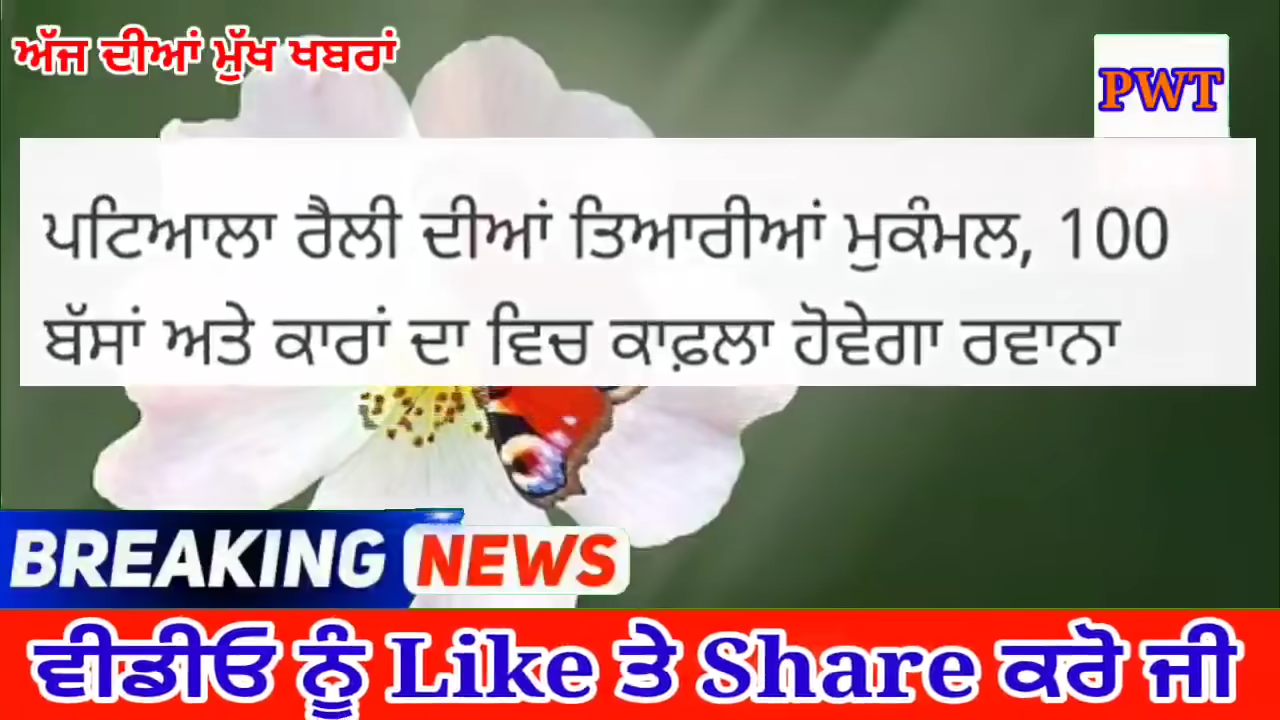 ਅੱਜ ਦੀਆਂ ਮੁੱਖ ਖਬਰਾਂ
PWT
ਪਟਿਆਲਾ ਰੈਲੀ ਦੀਆਂ ਤਿਆਰੀਆਂ ਮੁਕੰਮਲ, 100
ਬੱਸਾਂ ਅਤੇ ਕਾਰਾਂ ਦਾ ਵਿਚ ਕਾਫ਼ਲਾ ਹੋਵੇਗਾ ਰਵਾਨਾ
BREAKING NEWS
ਵੀਡੀਓ ਨੂੰ Like ਤੇ Share ਕਰੋ ਜੀ